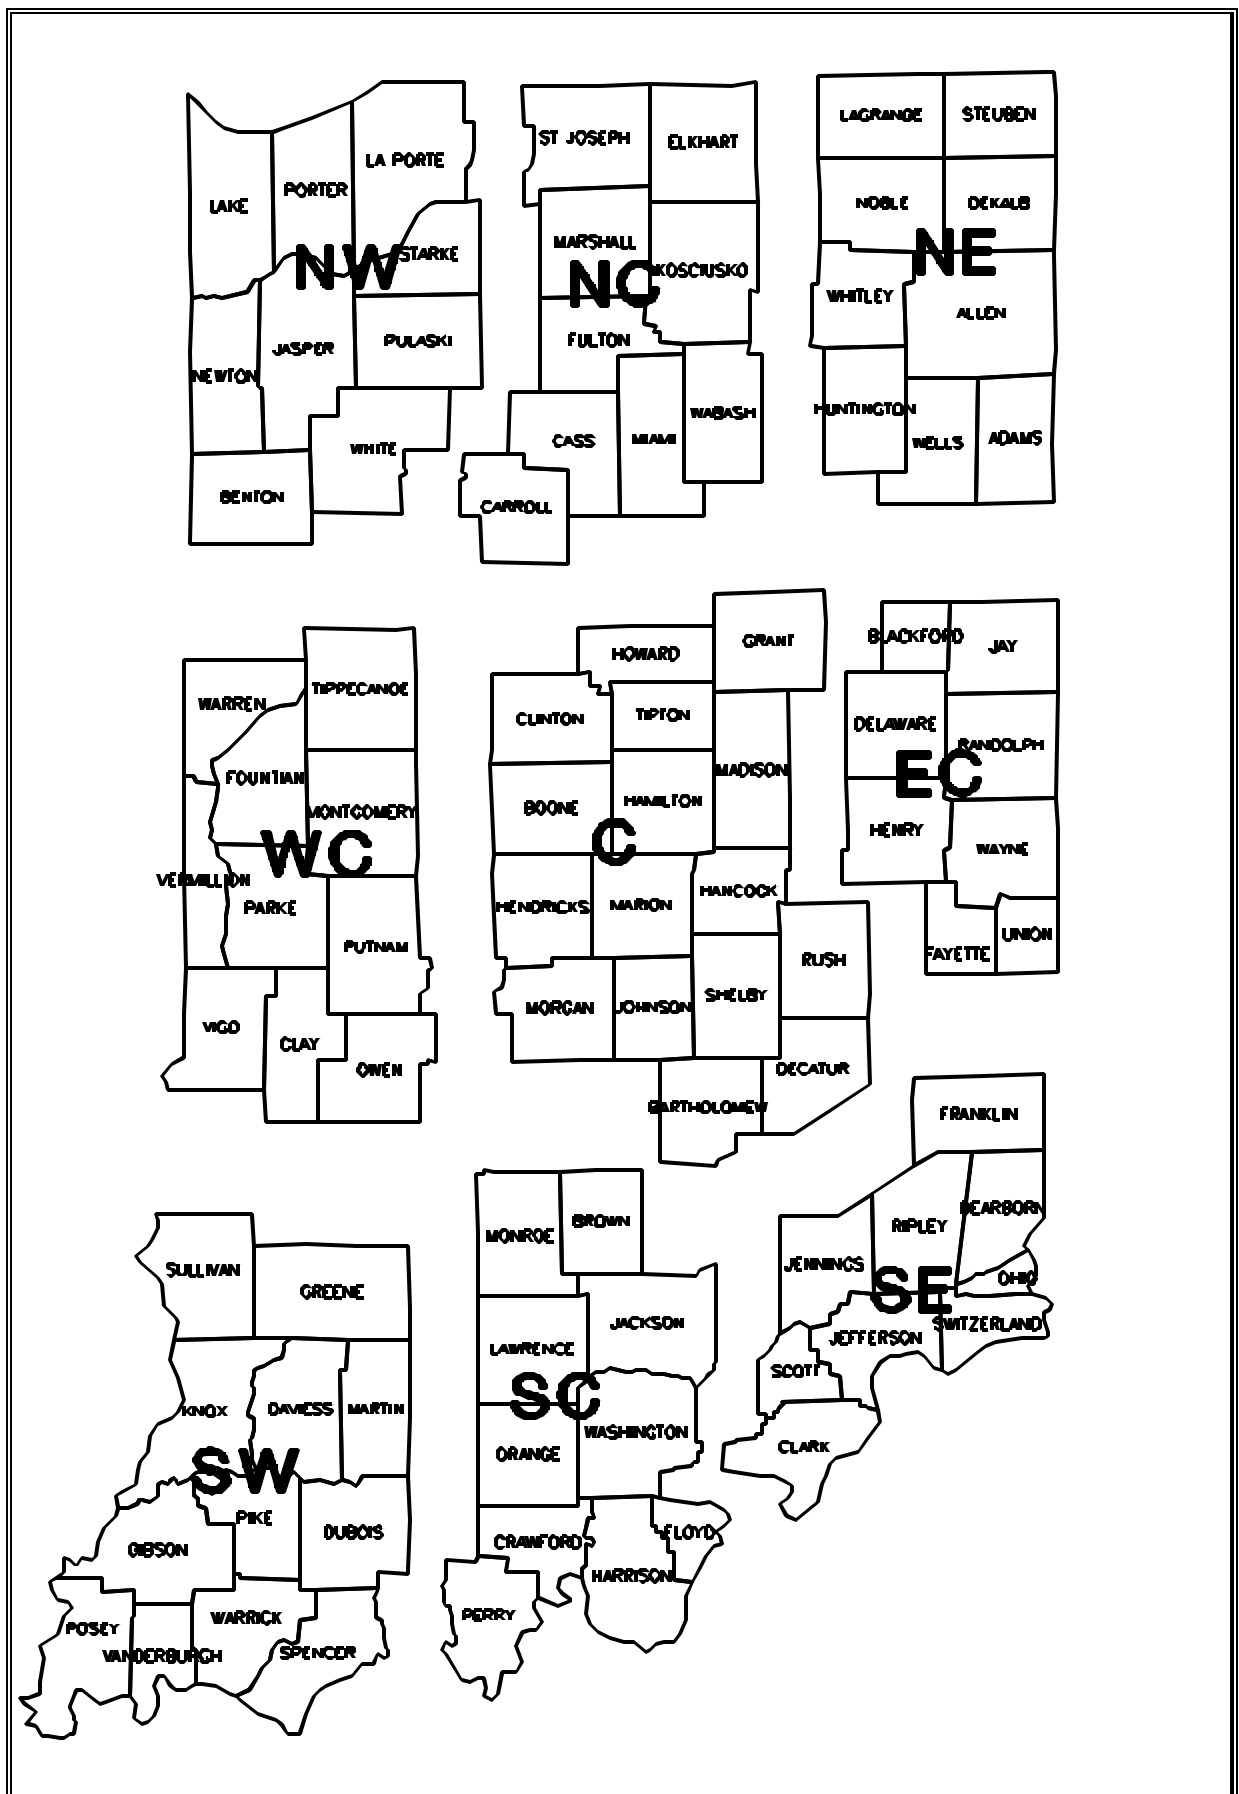 LAKE
PORTER
LA PORTE
STARKE
NW
JASPER
PULASKI
NEWTON
WHITE
BENTON
ST JOSEPH
ELKHART
MARSHALL
KOSCIUSKO
NC
FULTON
CASS
MIAMI
WABASH
CARROLL
LAGRANGE
STEUBEN
NOBLE
DEKALB
NE
WHITLEY
ALLEN
HUNTINGTON
WELLS
ADAMS
WARREN
TIPPECANOE
FOUNTIAN
MONTGOMERY
WC
VERMILLION
PARKE
PUTNAM
VIGO
CLAY
OWEN
HOWARD
GRANT
CLINTON
TIPTON
MADISON
BOONE
HAMILTON
C
HENDRICKS
MARION
HANCOCK
RUSH
MORGAN
JOHNSON
SHELBY
DECATUR
BARTHOLOMEW
BLACKFORD
JAY
DELAWARE
RANDOLPH
EC
HENRY
WAYNE
FAYETTE
UNION
SULLIVAN
GREENE
KNOX
DAVIESS
MARTIN
SW
PIKE
DUBOIS
GIBSON
POSEY
VANDERBURGH
WARRICK
SPENCER
MONROE
BROWN
JACKSON
LAWRENCE
SC
WASHINGTON
ORANGE
CRAWFORD
FLOYD
HARRISON
PERRY
FRANKLIN
DEARBORN
RIPLEY
JENNINGS
OHIO
SE
SWITZERLAND
JEFFERSON
SCOTT
CLARK